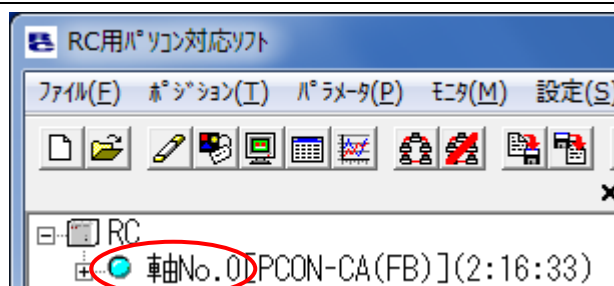 RC用ﾊﾟｿｺﾝ対応ｿﾌﾄ
ﾌｧｲﾙ(F) ﾎﾟｼﾞｼｮﾝ(T) ﾊﾟﾗﾒｰﾀ(P) ﾓﾆﾀ(M) 設定(S)
RC
軸No.0[PCON-CA(FB)](2:16:33)